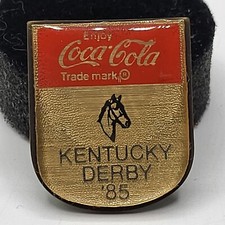 Enjoy
Coca-Cola
Trade mark ®
KENTUCKY
DERBY
'85